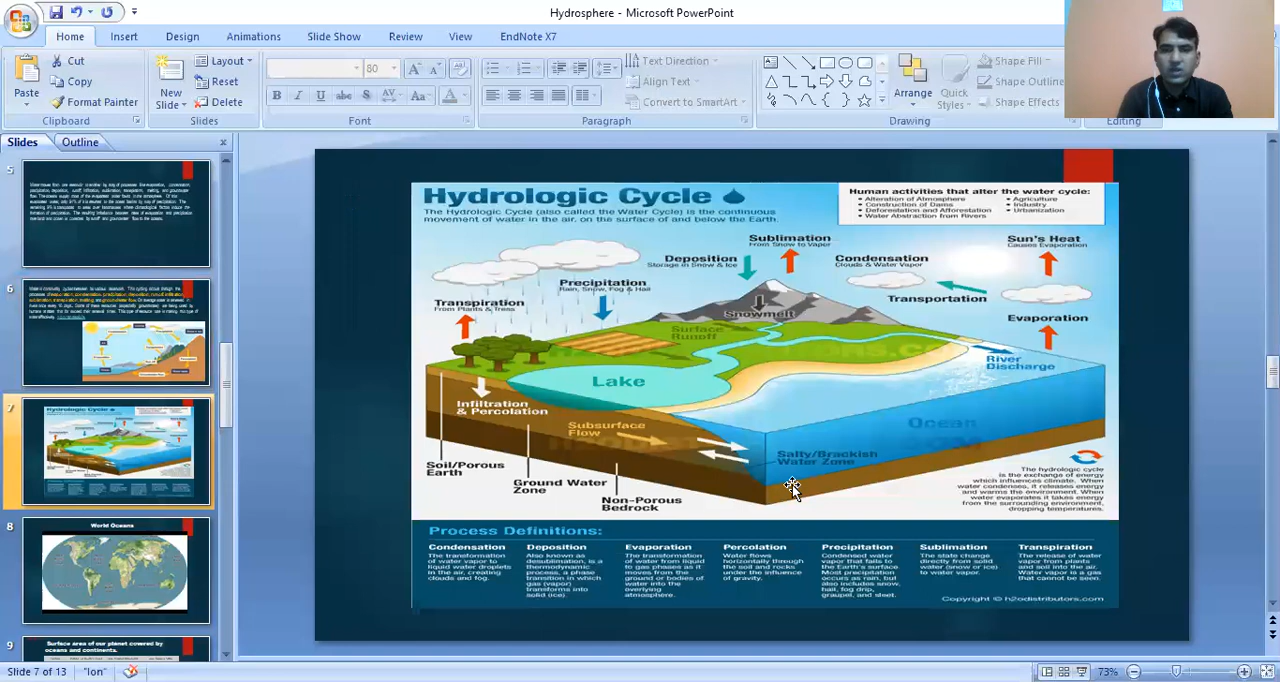 Hydrosphere - Microsoft PowerPoint
Home Insert Design Animations Slide Show Review View EndNote X7
Paste
Cut
Copy
Format Painter
Clipboard
New
Slide
Layout
Reset
Delete
Slides
80
Font
Paragraph
Text Direction
Align Text
Convert to SmartArt
Arrange
Quick
Styles
Drawing
Shape Fill
Shape Outline
Shape Effects
Editing
Slides Outline
5
6
7
8
World Oceans
9
Surface area of our planet covered by
oceans and continents.
Hydrologic Cycle
The Hydrologic Cycle (also called the Water Cycle) is the continuous
movement of water in the air, on the surface of and below the Earth.
Human activities that alter the water cycle:
• Alteration of Atmosphere
• Construction of Dams
• Deforestation and Afforestation
• Water Abstraction from Rivers
• Agriculture
• Industry
• Urbanization
Sublimation
From Snow to Vapor
Deposition
Storage in Snow & Ice
Condensation
Clouds & Water Vapor
Sun's Heat
Causes Evaporation
Precipitation
Rain, Snow, Fog & Hail
Transportation
Transpiration
From Plants & Trees
Snowmelt
Evaporation
Surface
Runoff
River
Discharge
Lake
Infiltration
& Percolation
Subsurface
Flow
Ocean
Salty/Brackish
Water Zone
Soil/Porous
Earth
Ground Water
Zone
Non-Porous
Bedrock
The hydrologic cycle
is the exchange of energy
which influences climate. When
water condenses, it releases energy
and warms the environment. When
water evaporates it takes energy
from the surrounding environment,
dropping temperatures.
Process Definitions:
Condensation
The transformation
of water vapor to
liquid water droplets
in the air, creating
clouds and fog.
Deposition
Also known as
desublimation, is a
thermodynamic
process, a phase
transition in which
gas (vapor)
transforms into
solid (ice).
Evaporation
The transformation
of water from liquid
to gas phases as it
moves from the
ground or bodies of
water into the
overlying
atmosphere.
Percolation
Water flows
horizontally through
the soil and rocks
under the influence
of gravity.
Precipitation
Condensed water
vapor that falls to
the Earth's surface
Most precipitation
occurs as rain, but
also includes snow,
hail, fog drip,
graupel, and sleet.
Sublimation
The state change
directly from solid
water (snow or ice)
to water vapor.
Transpiration
The release of water
vapor from plants
and soil into the air.
Water vapor is a gas
that cannot be seen.
Copyright © h2odistributors.com
Slide 7 of 13 "Ion" 73%